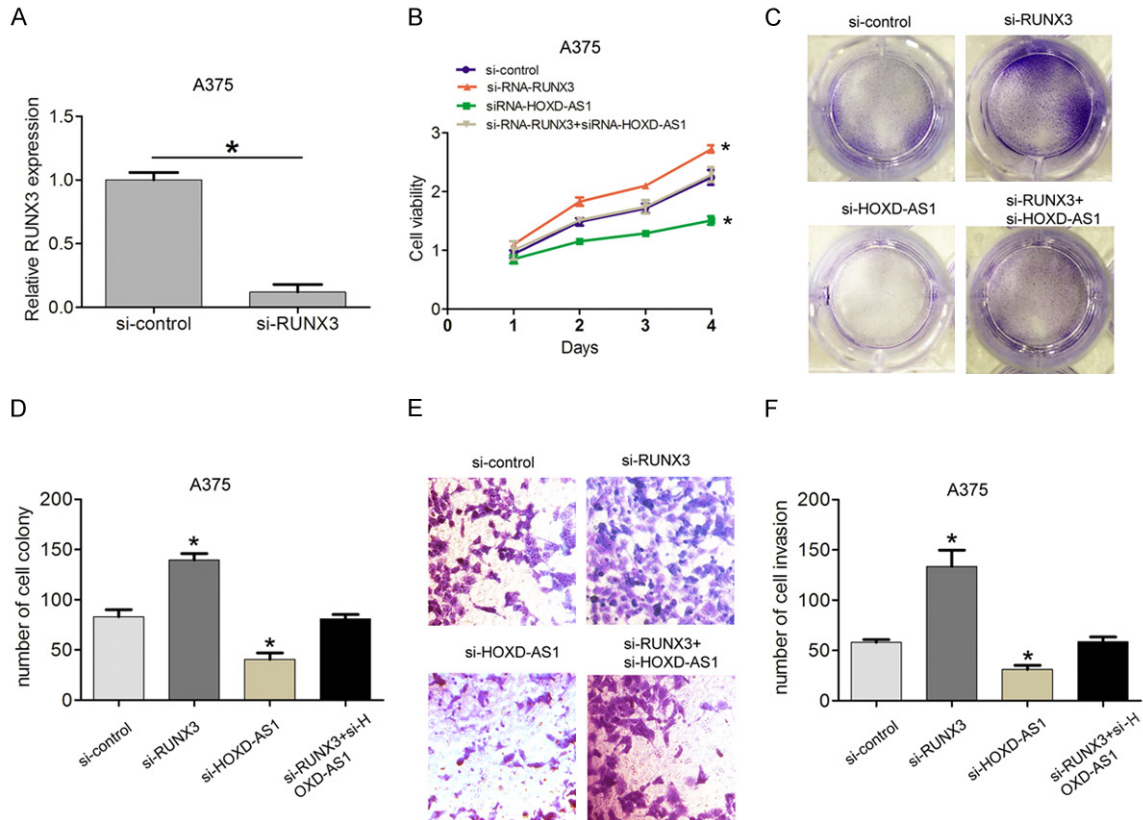 A
A375
Relative RUNX3 expression
1.5
1.0
0.5
0.0
*
si-control
si-RUNX3
B
A375
si-control
si-RNA-RUNX3
siRNA-HOXD-AS1
si-RNA-RUNX3+siRNA-HOXD-AS1
Cell viability
3
2
1
0
*
*
0
1
2
3
4
Days
C
si-control
si-RUNX3
si-HOXD-AS1
si-RUNX3+
si-HOXD-AS1
D
A375
number of cell colony
200
150
100
50
0
*
*
si-control
si-RUNX3
si-HOXD-AS1
si-RUNX3+si-H
OXD-AS1
E
si-control
si-RUNX3
si-HOXD-AS1
si-RUNX3+
si-HOXD-AS1
F
A375
number of cell invasion
200
150
100
50
0
*
*
si-control
si-RUNX3
si-HOXD-AS1
si-RUNX3+si-H
OXD-AS1